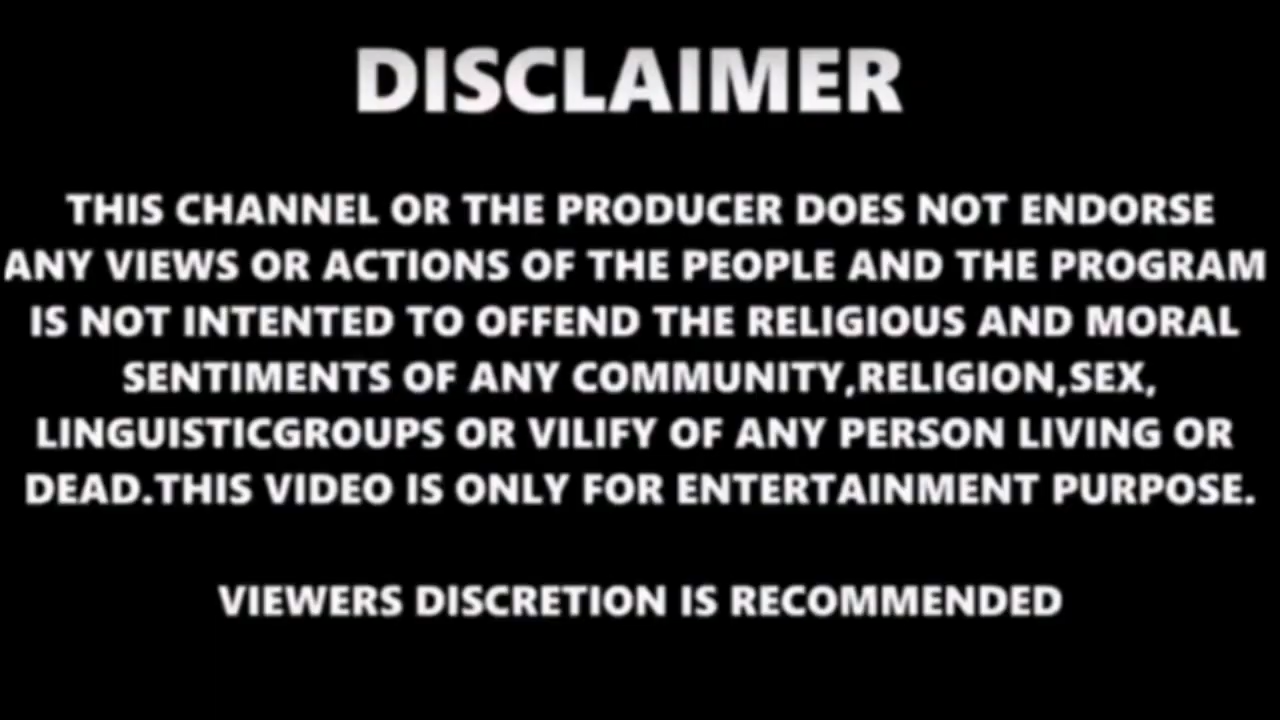 DISCLAIMER
THIS CHANNEL OR THE PRODUCER DOES NOT ENDORSE
ANY VIEWS OR ACTIONS OF THE PEOPLE AND THE PROGRAM
IS NOT INTENTED TO OFFEND THE RELIGIOUS AND MORAL
SENTIMENTS OF ANY COMMUNITY,RELIGION,SEX,
LINGUISTICGROUPS OR VILIFY OF ANY PERSON LIVING OR
DEAD.THIS VIDEO IS ONLY FOR ENTERTAINMENT PURPOSE.
VIEWERS DISCRETION IS RECOMMENDED